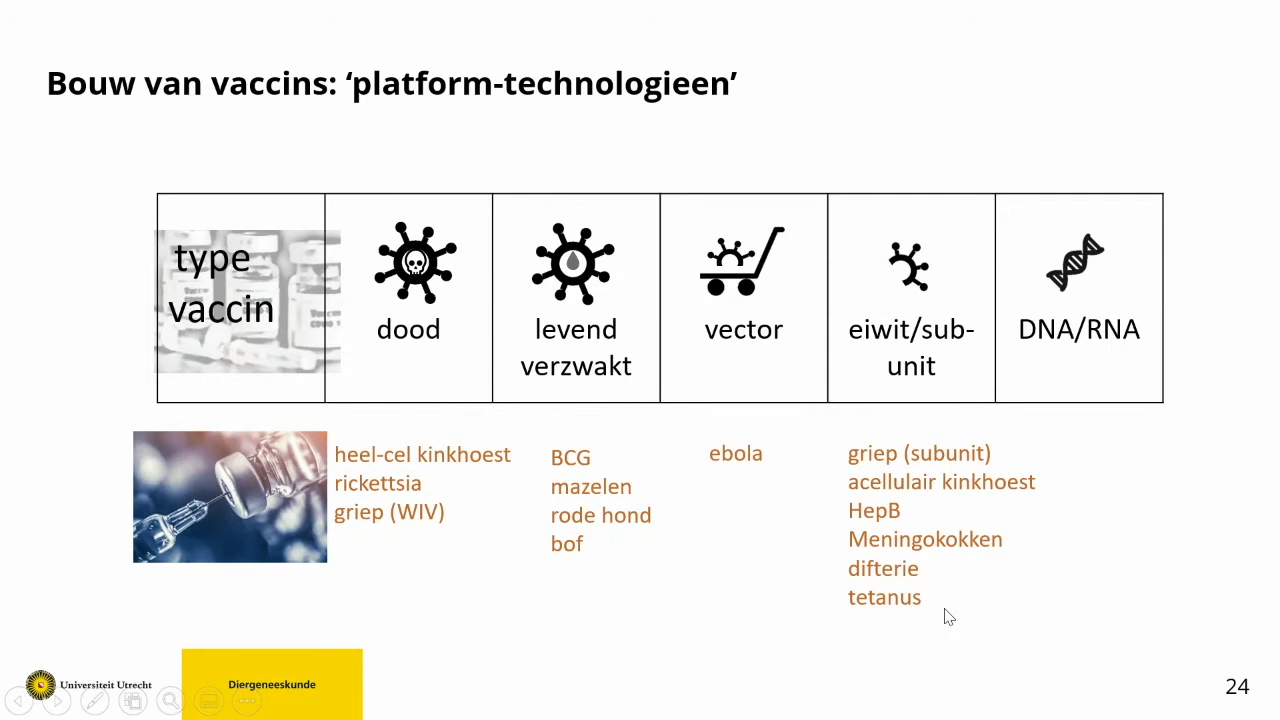 Bouw van vaccins: ‘platform-technologieen’
type
vaccin
dood
levend
verzwakt
vector
eiwit/sub-
unit
DNA/RNA
heel-cel kinkhoest
rickettsia
griep (WIV)
BCG
mazelen
rode hond
bof
ebola
griep (subunit)
acellulair kinkhoest
HepB
Meningokokken
difterie
tetanus
Universiteit Utrecht
Diergeneeskunde
24